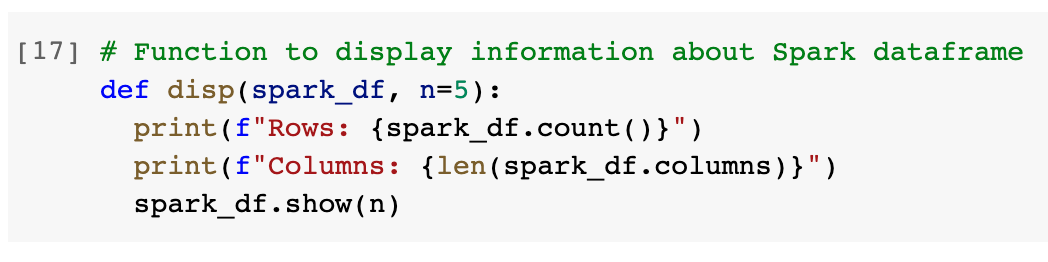 [17] # Function to display information about Spark dataframe
def disp(spark_df, n=5):
  print(f"Rows: {spark_df.count()}")
  print(f"Columns: {len(spark_df.columns)}")
  spark_df.show(n)